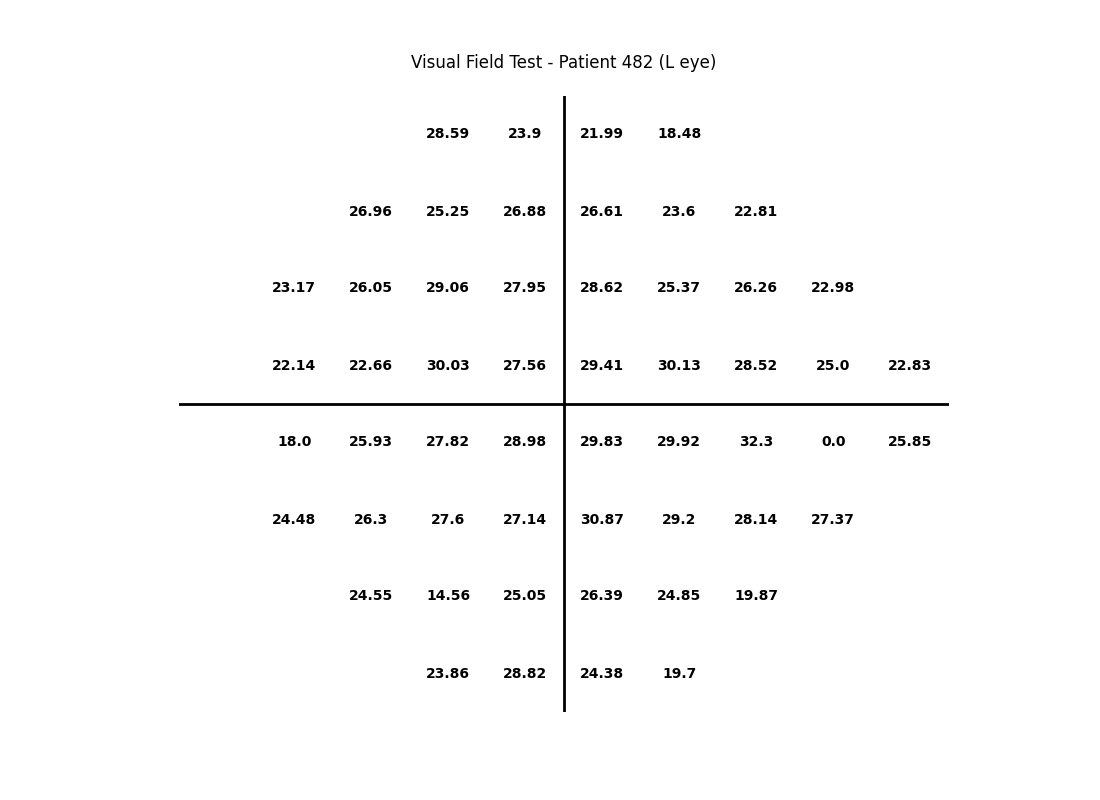 Visual Field Test - Patient 482 (L eye)
28.59 23.9 21.99 18.48
26.96 25.25 26.88 26.61 23.6 22.81
23.17 26.05 29.06 27.95 28.62 25.37 26.26 22.98
22.14 22.66 30.03 27.56 29.41 30.13 28.52 25.0 22.83
18.0 25.93 27.82 28.98 29.83 29.92 32.3 0.0 25.85
24.48 26.3 27.6 27.14 30.87 29.2 28.14 27.37
24.55 14.56 25.05 26.39 24.85 19.87
23.86 28.82 24.38 19.7